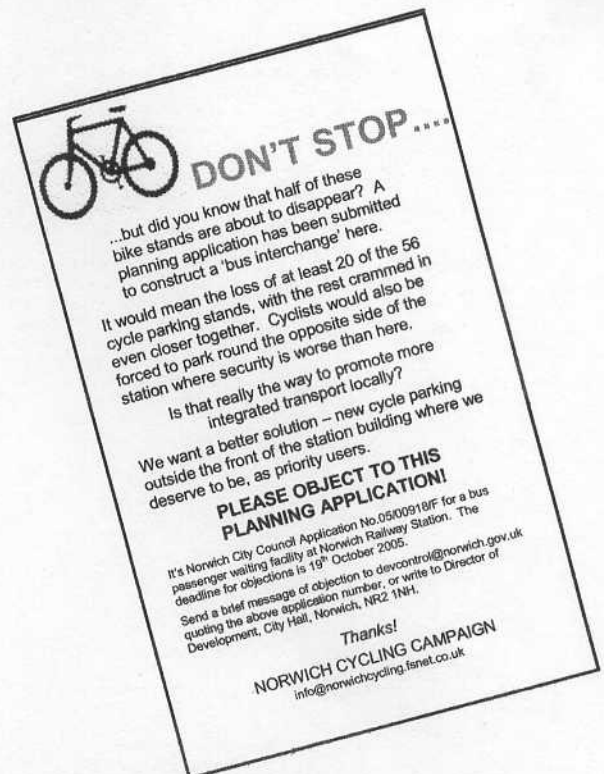 DON'T STOP....
...but did you know that half of these
bike stands are about to disappear? A
planning application has been submitted
to construct a 'bus interchange' here.
It would mean the loss of at least 20 of the 56
cycle parking stands, with the rest crammed in
even closer together. Cyclists would also be
forced to park round the opposite side of the
station where security is worse than here.
Is that really the way to promote more
integrated transport locally?
We want a better solution – new cycle parking
outside the front of the station building where we
deserve to be, as priority users.
PLEASE OBJECT TO THIS
PLANNING APPLICATION!
It's Norwich City Council Application No.05/00918/F for a bus
passenger waiting facility at Norwich Railway Station. The
deadline for objections is 19th October 2005.
Send a brief message of objection to devcontrol@norwich.gov.uk
quoting the above application number, or write to Director of
Development, City Hall, Norwich, NR2 1NH.
Thanks!
NORWICH CYCLING CAMPAIGN
info@norwichcycling.fsnet.co.uk